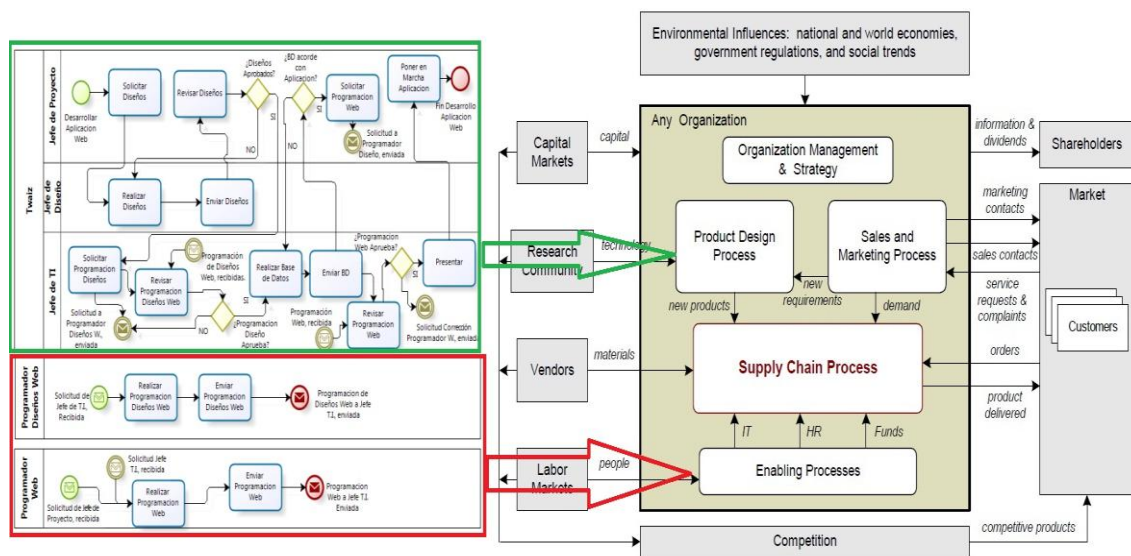 Twaiz
Jefe de Proyecto
Desarrollar
Aplicacion
Web
Solicitar
Diseños
Revisar Diseños
¿Diseños
Aprobados?
SI
NO
¿BD acorde
con
Aplicacion?
SI
NO
Solicitar
Programacion
Web
Solicitud a
Programador
Diseño, enviada
Poner en
Marcha
Aplicacion
Fin Desarrollo
Aplicacion
Web
Jefe de
Diseño
Realizar
Diseños
Enviar Diseños
Jefe de TI
Solicitar
Programacion
Diseños
Solicitud a
Programador
Diseños W.,
enviada
Programación
de Diseños
Web, recibidas.
Revisar
Programacion
Diseños Web
NO
SI
¿Programacion
Diseño
Aprueba?
Realizar Base
de Datos
Enviar BD
Programación
Web, recibida
Revisar
Programacion
Web
¿Programacion
Web Aprueba?
SI
NO
Presentar
Solicitud Corrección
Programador W., enviada
Programador
Diseños Web
Solicitud de
Jefe de T.I,
Recibida
Realizar
Programacion
Diseños Web
Enviar
Programacion
Diseños Web
Programacion de
Diseños Web a Jefe
T.I, enviada
Programador
Web
Solicitud Jefe
T.I, recibida
Solicitud de Jefe de
Proyecto, recibida
Realizar
Programacion
Web
Enviar
Programacion
Web
Programacion
Web a Jefe T.I.
Enviada
Environmental Influences: national and world economies,
government regulations, and social trends
Capital
Markets
capital
Research
Community
technology
Vendors
materials
Labor
Markets
people
Any Organization
Organization Management
& Strategy
Product Design
Process
Sales and
Marketing Process
new
requirements
new products
demand
Supply Chain Process
IT
HR
Funds
Enabling Processes
Competition
competitive products
information &
dividends
Shareholders
marketing
contacts
sales contacts
service
requests &
complaints
orders
product
delivered
Market
Customers